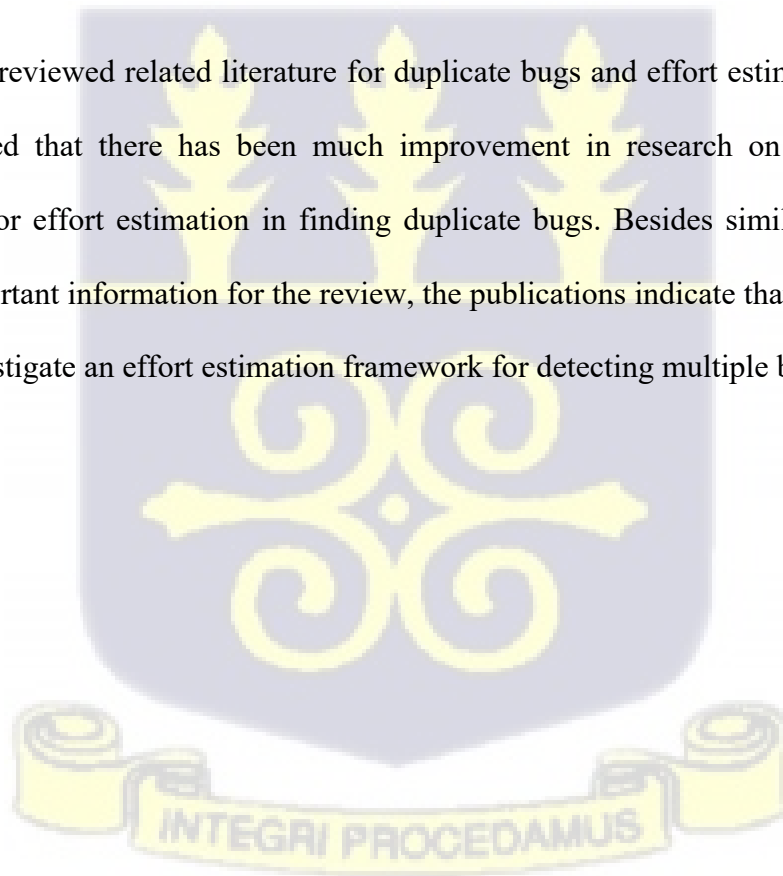 reviewed related literature for duplicate bugs and effort estim
ed that there has been much improvement in research on
or effort estimation in finding duplicate bugs. Besides simil
rtant information for the review, the publications indicate tha
stigate an effort estimation framework for detecting multiple b
INTEGRI PROCEDAMUS